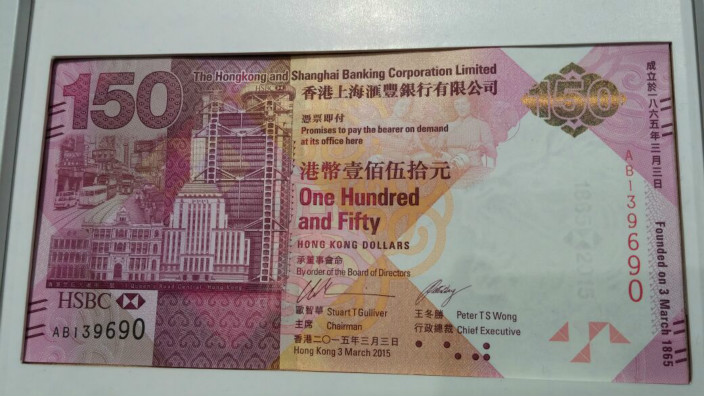 150
The Hongkong and Shanghai Banking Corporation Limited
HSBC
香港上海滙豐銀行有限公司
憑票即付
Promises to pay the bearer on demand
at its office here
港幣壹佰伍拾元
One Hundred
and Fifty
HONG KONG DOLLARS
承董事會命
By order of the Board of Directors
歐智華 Stuart T Gulliver
主席 Chairman
王冬勝 Peter T S Wong
行政總裁 Chief Executive
香港二〇一五年三月三日
Hong Kong 3 March 2015
HSBC
AB139690
150
成立於一八六五年三月三日
AB139690
Founded on 3 March 1865